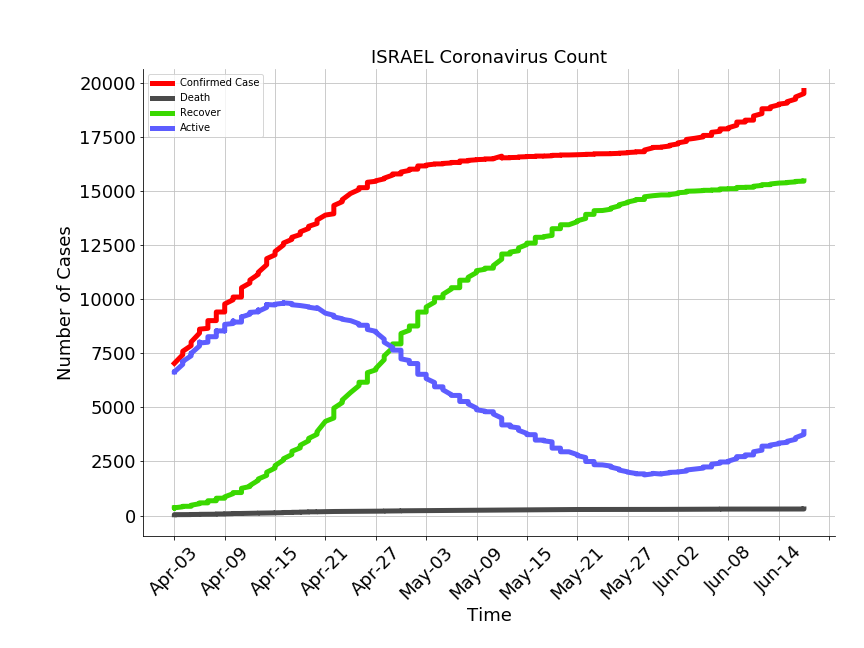 ISRAEL Coronavirus Count
Confirmed Case
Death
Recover
Active
Number of Cases
20000
17500
15000
12500
10000
7500
5000
2500
0
Apr-03
Apr-09
Apr-15
Apr-21
Apr-27
May-03
May-09
May-15
May-21
May-27
Jun-02
Jun-08
Jun-14
Time